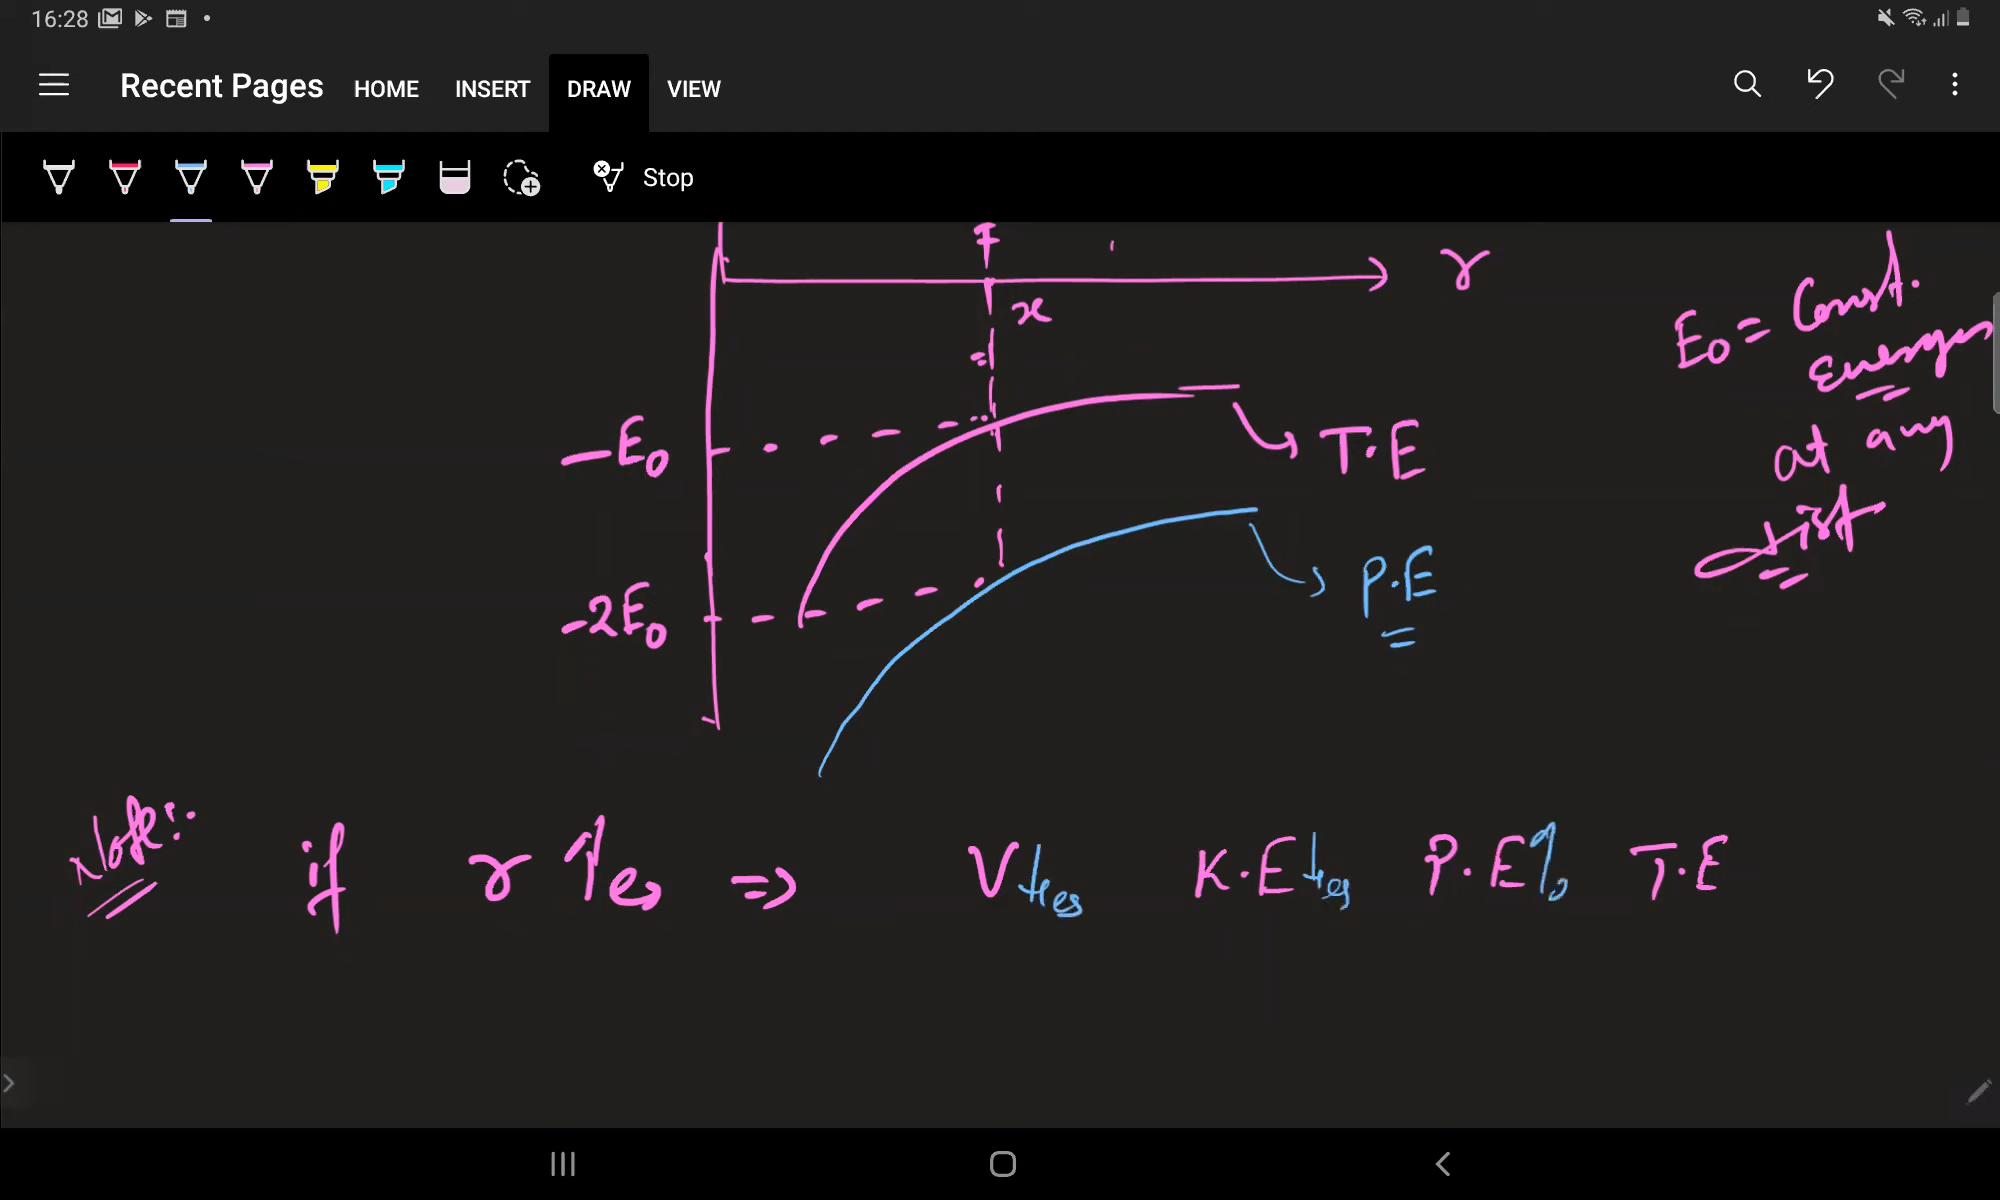 16:28
Recent Pages HOME INSERT DRAW VIEW
Stop
r
x
E₀ = Const.
energy
at any
dist
-E₀
T.E
-2E₀
P.E
Note:-
if r ↑es => V↓es K.E↓es P.E↑ T.E